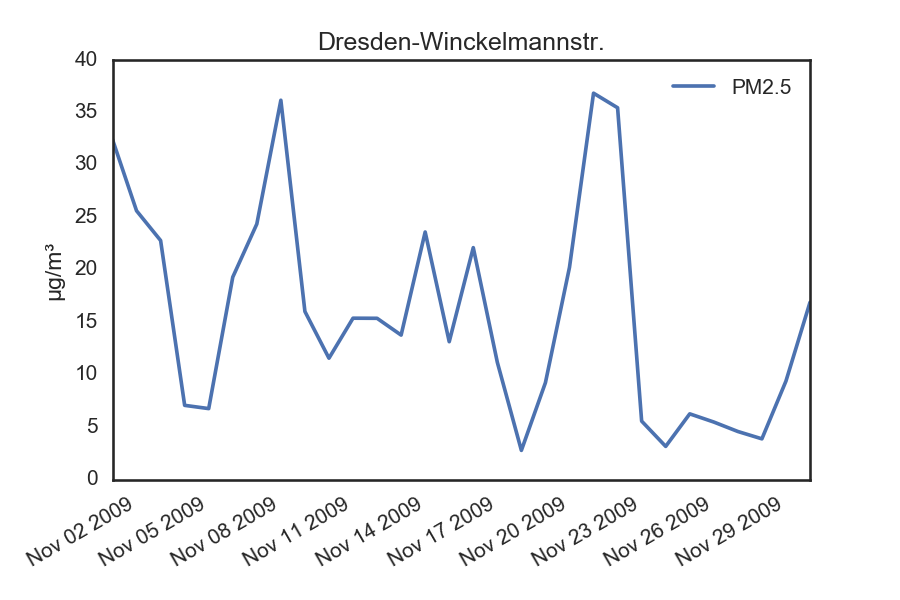 Dresden-Winckelmannstr.
PM2.5
µg/m³
40
35
30
25
20
15
10
5
0
Nov 02 2009
Nov 05 2009
Nov 08 2009
Nov 11 2009
Nov 14 2009
Nov 17 2009
Nov 20 2009
Nov 23 2009
Nov 26 2009
Nov 29 2009